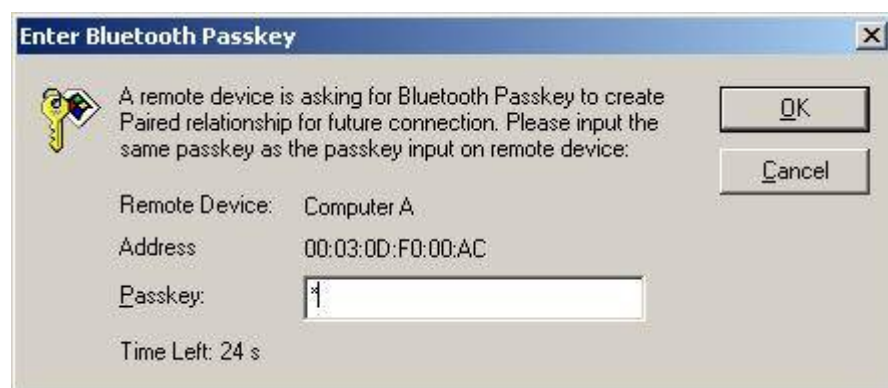 Enter Bluetooth Passkey
A remote device is asking for Bluetooth Passkey to create
Paired relationship for future connection. Please input the
same passkey as the passkey input on remote device:
OK
Cancel
Remote Device: Computer A
Address 00:03:0D:F0:00:AC
Passkey: *
Time Left: 24 s